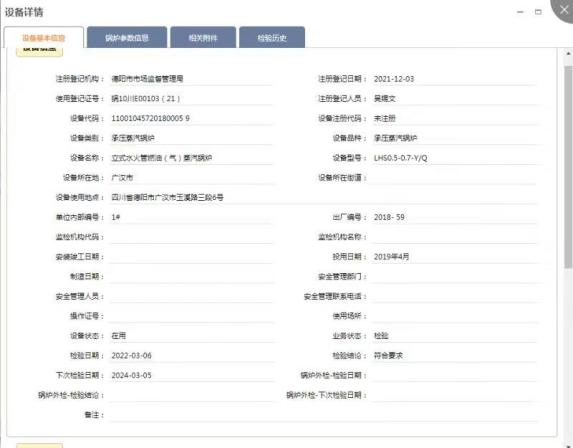 设备详情
设备基本信息 锅炉参数信息 相关附件 检验历史
设备信息
注册登记机构： 德阳市市场监督管理局 注册登记日期： 2021-12-03
使用登记证号： 锅10川E00103（21） 注册登记人员： 吴曙文
设备代码： 11001045720180005 9 设备注册代码： 未注册
设备类别： 承压蒸汽锅炉 设备品种： 承压蒸汽锅炉
设备名称： 立式水火管燃油（气）蒸汽锅炉 设备型号： LHS0.5-0.7-Y/Q
设备所在地： 广汉市 设备所在街道：
设备使用地点： 四川省德阳市广汉市玉溪路三段6号
单位内部编号： 1# 出厂编号： 2018- 59
监检机构代码： 监检机构名称：
安装竣工日期： 投用日期： 2019年4月
制造日期： 安全管理部门：
安全管理人员： 安全管理联系电话：
操作证号： 使用场所：
设备状态： 在用 业务状态： 检验
检验日期： 2022-03-06 检验结论： 符合要求
下次检验日期： 2024-03-05 锅炉外检-检验日期：
锅炉外检-检验结论： 锅炉外检-下次检验日期：
备注：